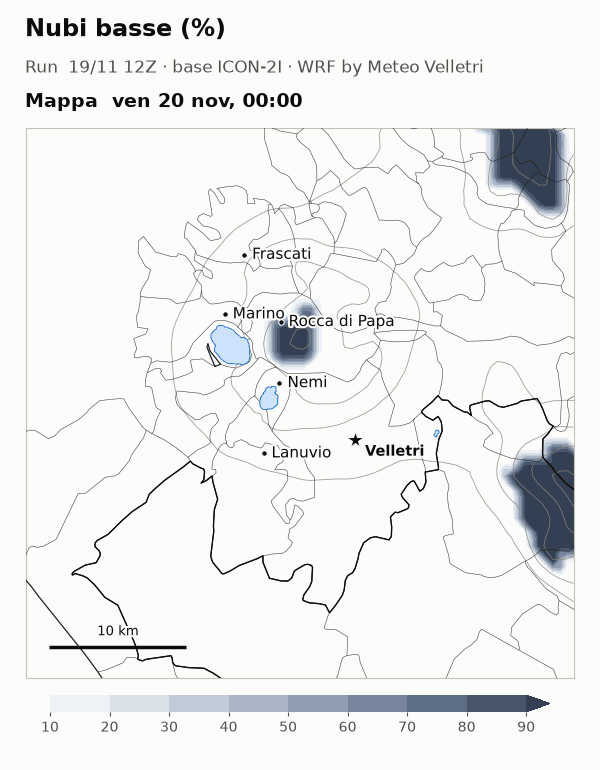 Nubi basse (%)
Run  19/11 12Z · base ICON-2I · WRF by Meteo Velletri
Mappa  ven 20 nov, 00:00
Frascati
Marino
Rocca di Papa
Nemi
Velletri
Lanuvio
10 km
10 20 30 40 50 60 70 80 90